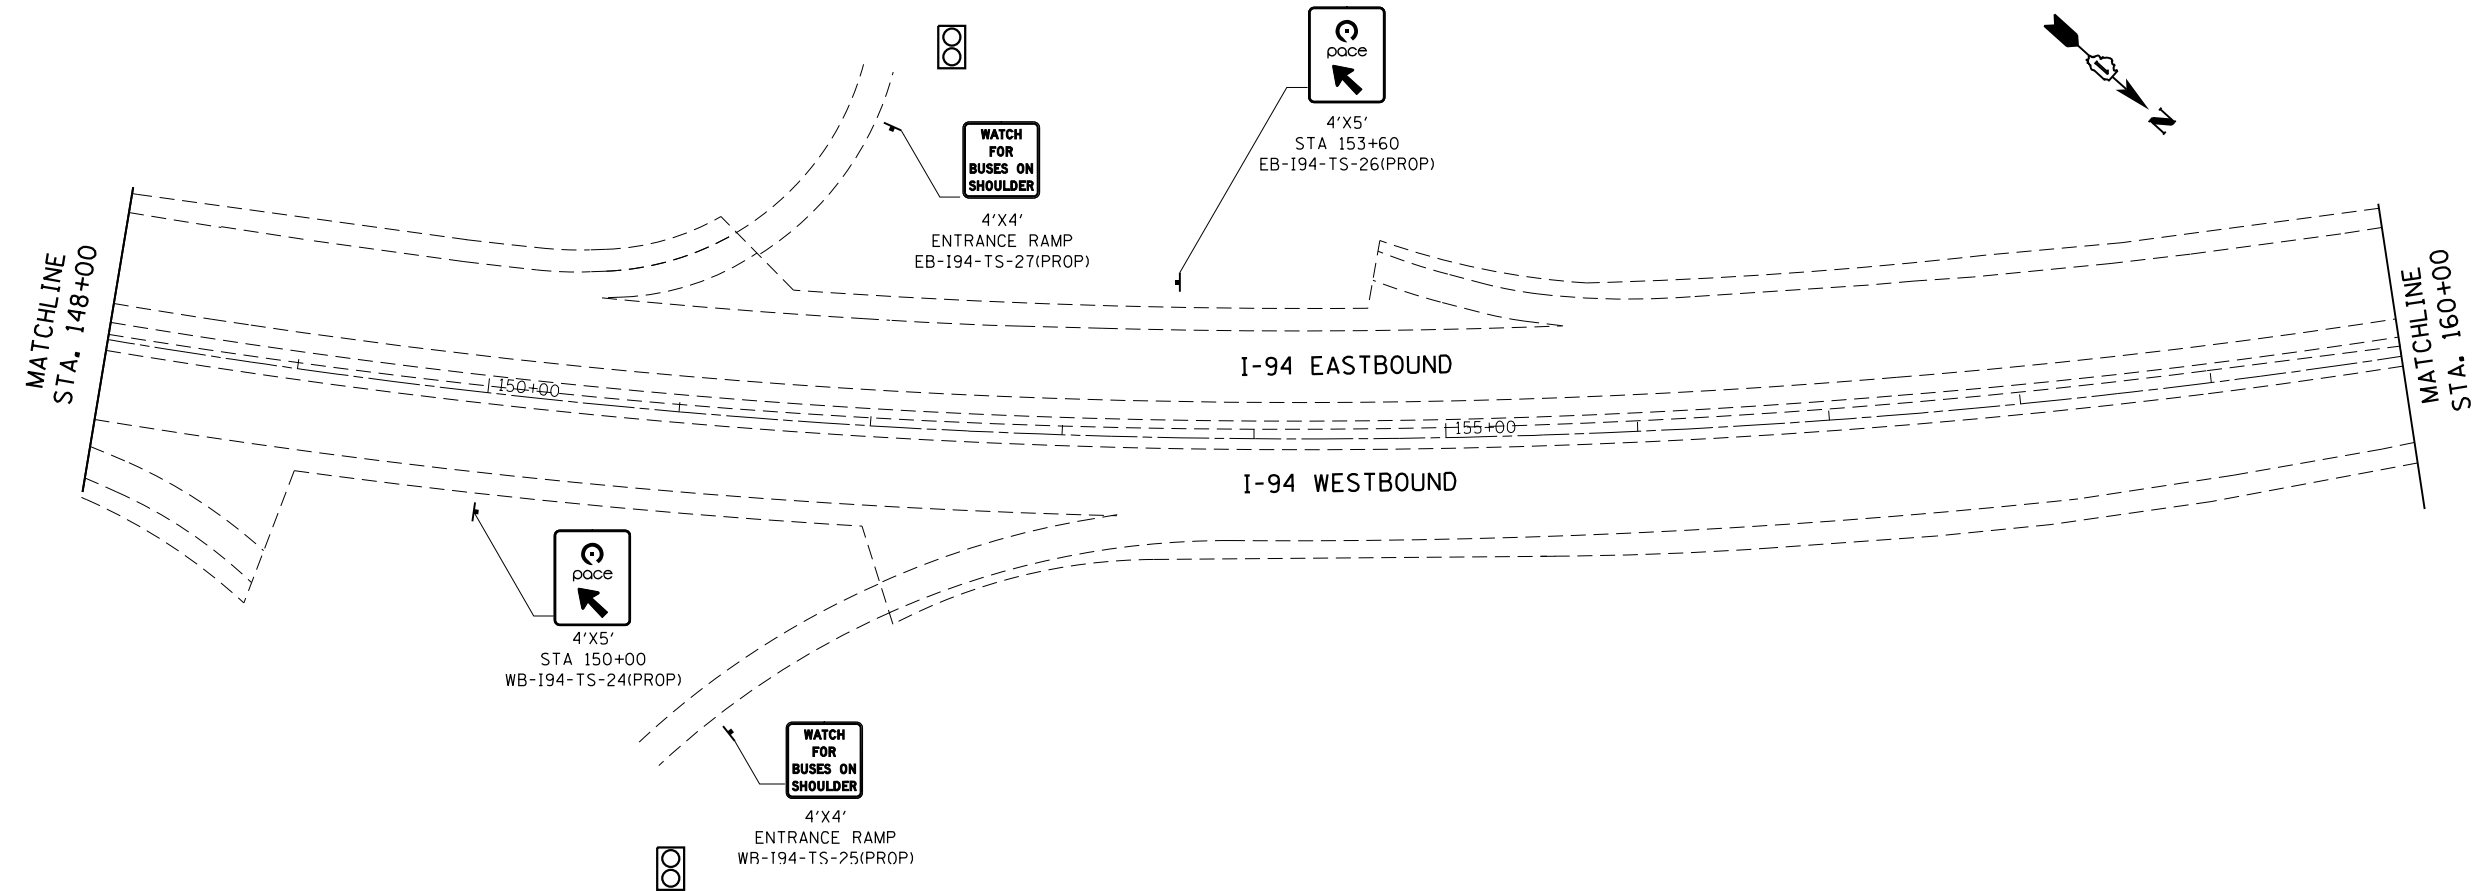 pace
4'X5'
STA 153+60
EB-I94-TS-26(PROP)
N
WATCH
FOR
BUSES ON
SHOULDER
4'X4'
ENTRANCE RAMP
EB-I94-TS-27(PROP)
MATCHLINE
STA. 148+00
MATCHLINE
STA. 160+00
I-94 EASTBOUND
150+00
155+00
I-94 WESTBOUND
pace
4'X5'
STA 150+00
WB-I94-TS-24(PROP)
WATCH
FOR
BUSES ON
SHOULDER
4'X4'
ENTRANCE RAMP
WB-I94-TS-25(PROP)